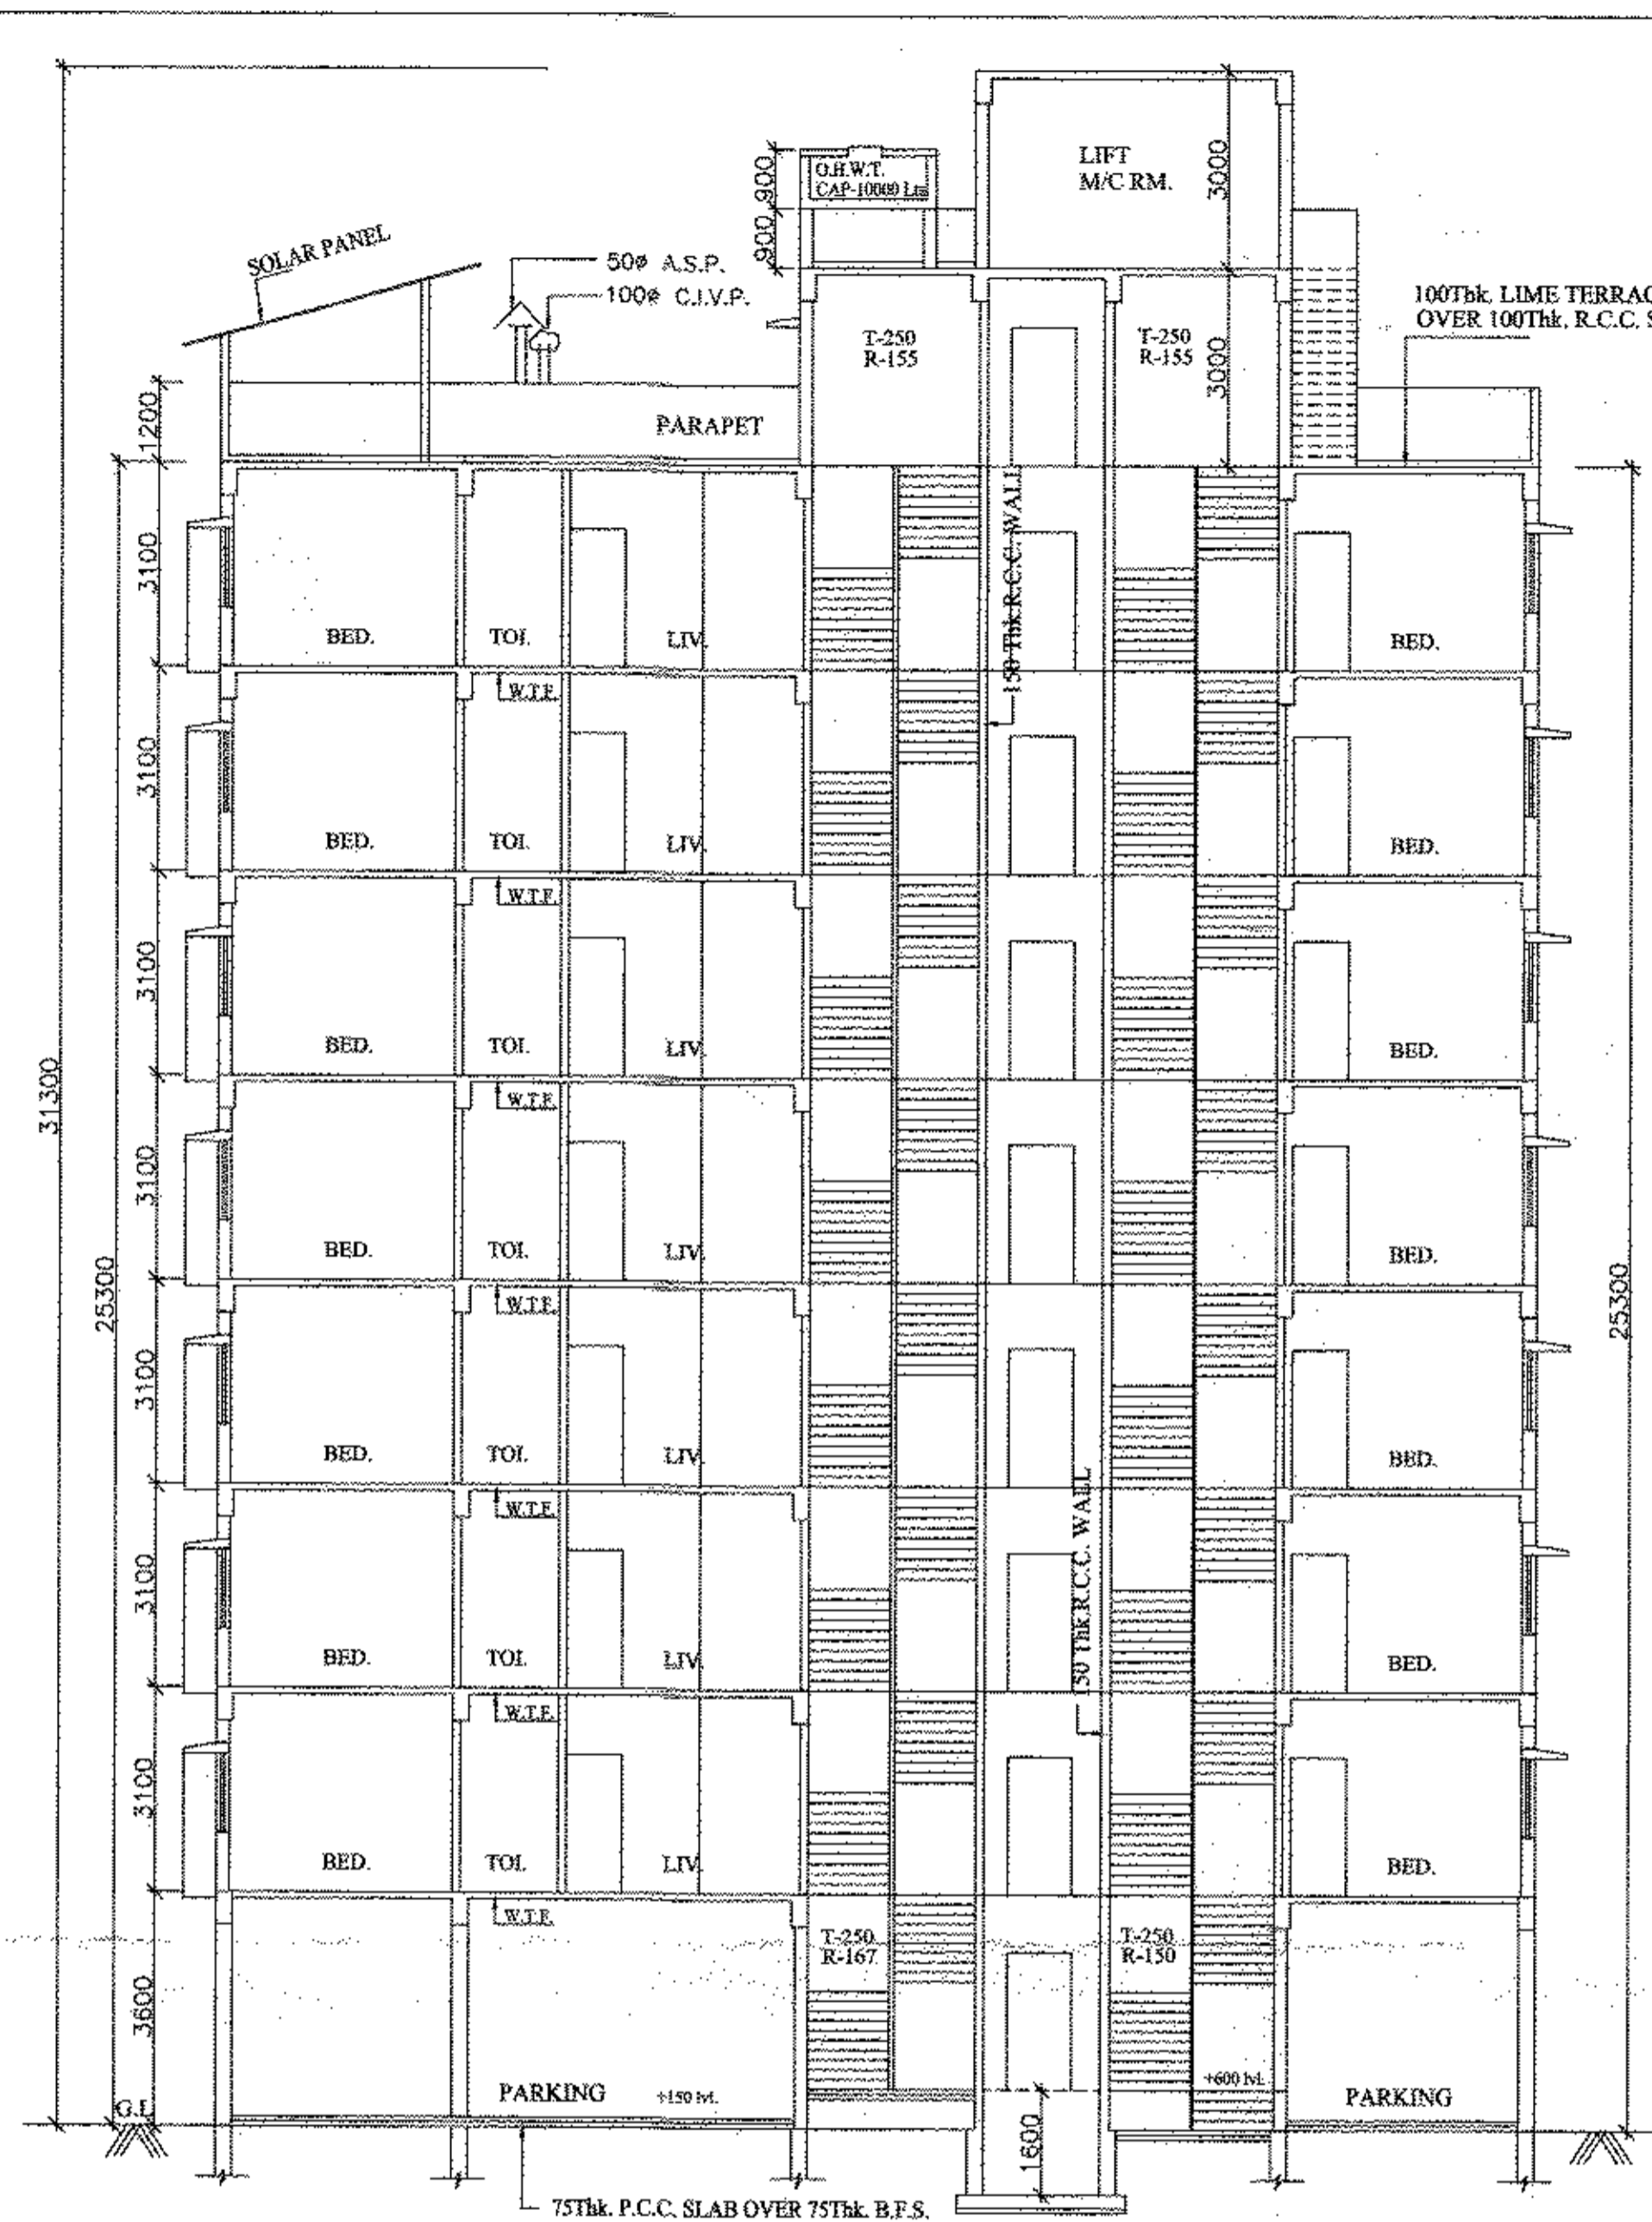 LIFT
M/C RM.
3000
900
O.H.W.T.
CAP-10000 Lts
900
SOLAR PANEL
50ø A.S.P.
100ø C.I.V.P.
100Thk. LIME TERRAC
OVER 100Thk. R.C.C. S
T-250
R-155
T-250
R-155
3000
1200
PARAPET
150 Thk.R.C.C. WALL
3100
BED.
TOI.
LIV.
BED.
W.T.F.
3100
BED.
TOI.
LIV.
BED.
W.T.F.
3100
BED.
TOI.
LIV.
BED.
W.T.F.
31300
3100
BED.
TOI.
LIV.
BED.
W.T.F.
25300
25300
3100
BED.
TOI.
LIV.
BED.
W.T.F.
150 Thk.R.C.C. WALL
3100
BED.
TOI.
LIV.
BED.
W.T.F.
3100
BED.
TOI.
LIV.
BED.
W.T.F.
T-250
R-167
T-250
R-150
3600
PARKING
+150 lvl.
+600 lvl.
PARKING
G.L
1600
75Thk. P.C.C. SLAB OVER 75Thk. B.F.S.